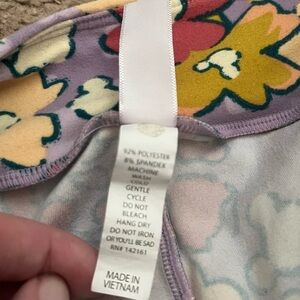 92% POLYESTER
8% SPANDEX
MACHINE
WASH
COLD
GENTLE
CYCLE
DO NOT
BLEACH
HANG DRY
DO NOT IRON
OR YOU'LL BE SAD
RN# 142161
MADE IN
VIETNAM